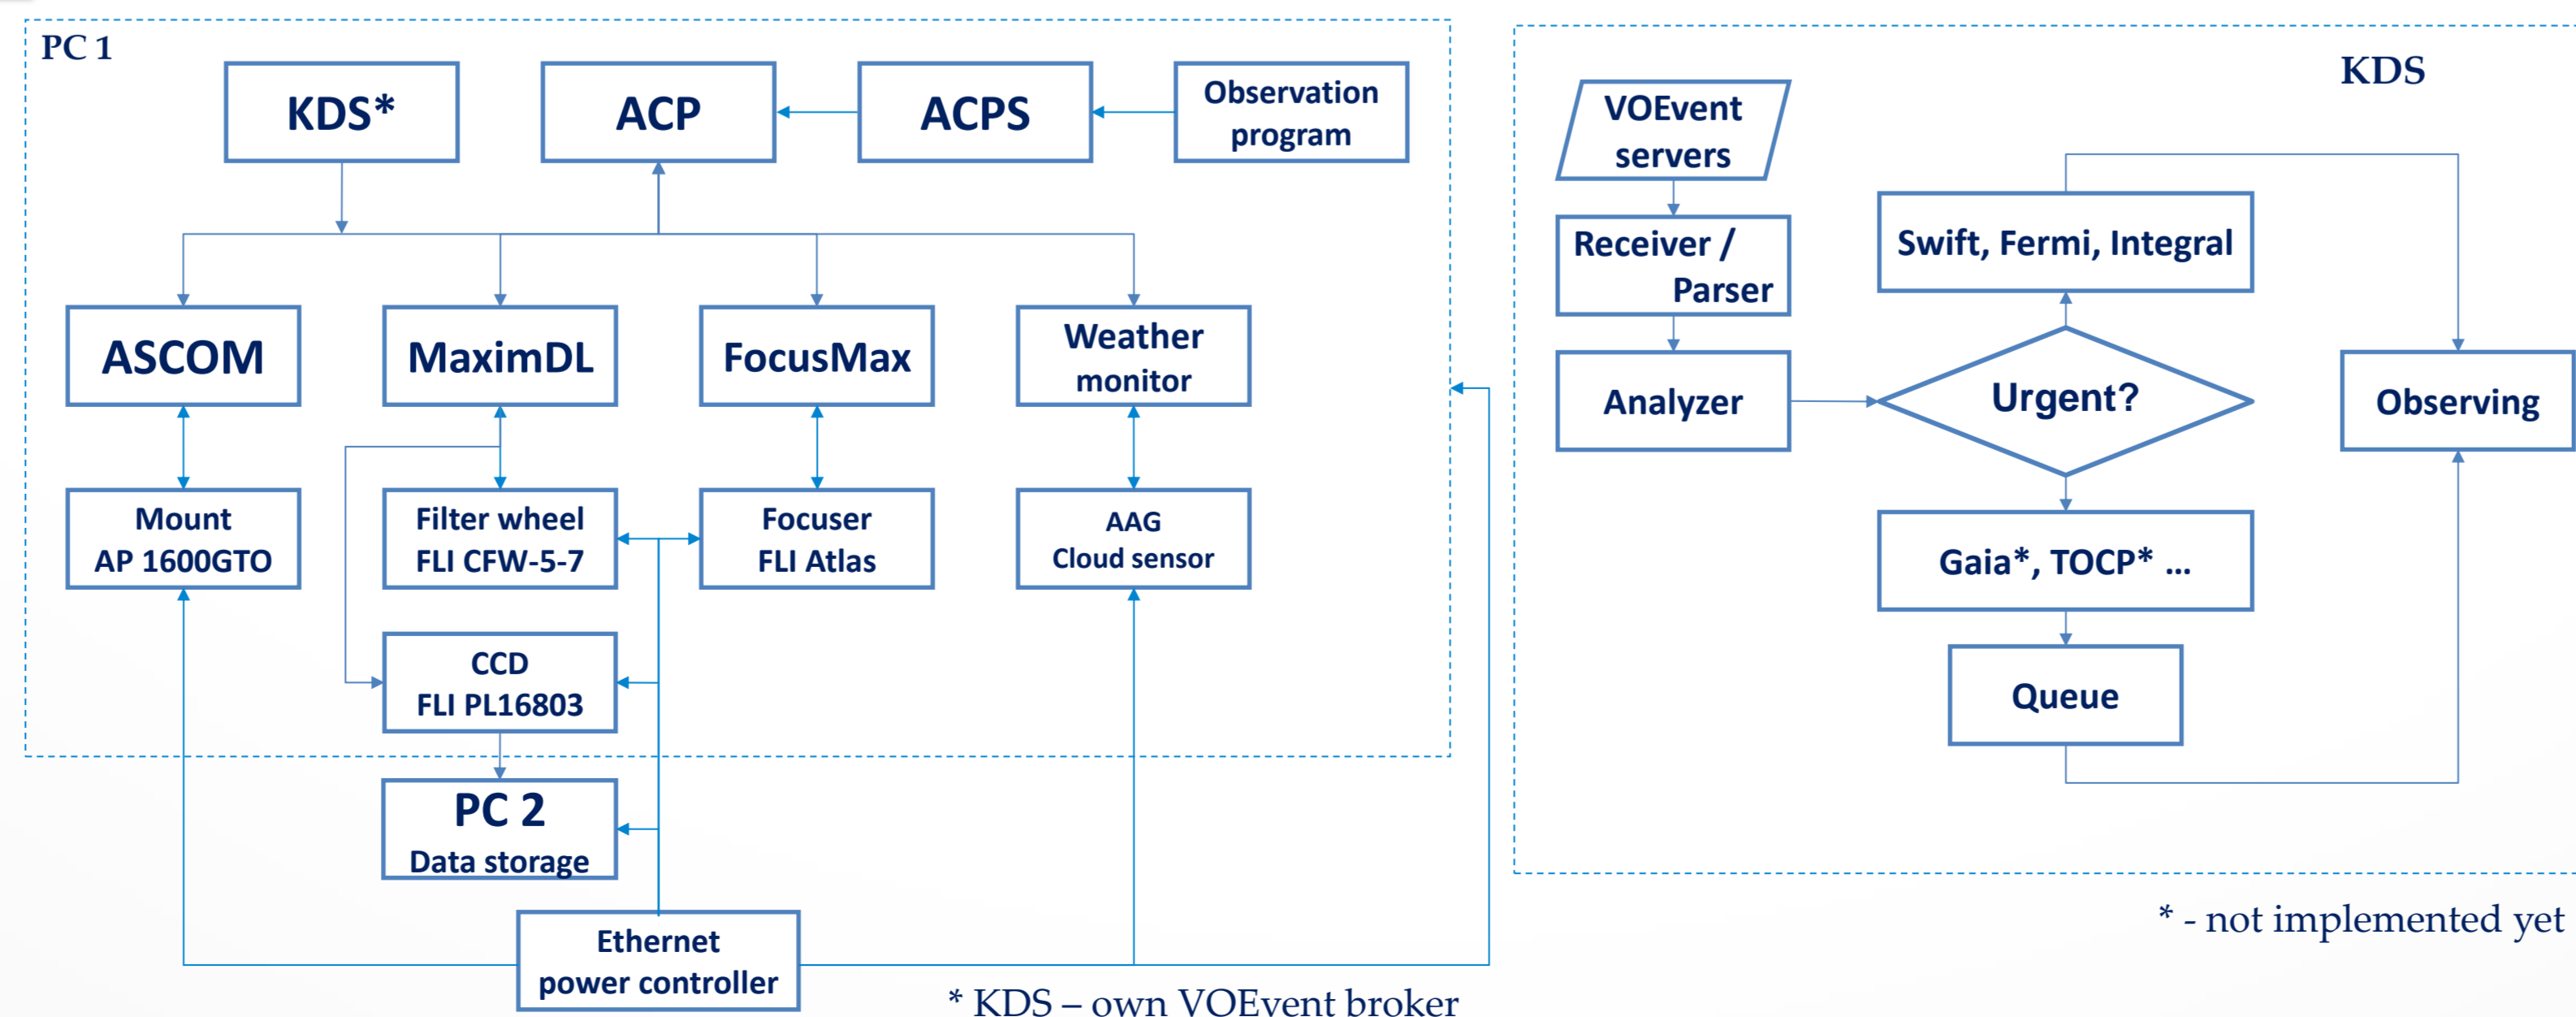 PC 1
KDS*
ACP
ACPS
Observation
program
ASCOM
MaximDL
FocusMax
Weather
monitor
Mount
AP 1600GTO
Filter wheel
FLI CFW-5-7
Focuser
FLI Atlas
AAG
Cloud sensor
CCD
FLI PL16803
PC 2
Data storage
Ethernet
power controller
* KDS – own VOEvent broker
KDS
VOEvent
servers
Receiver /
Parser
Analyzer
Urgent?
Swift, Fermi, Integral
Observing
Gaia*, TOCP* ...
Queue
* - not implemented yet